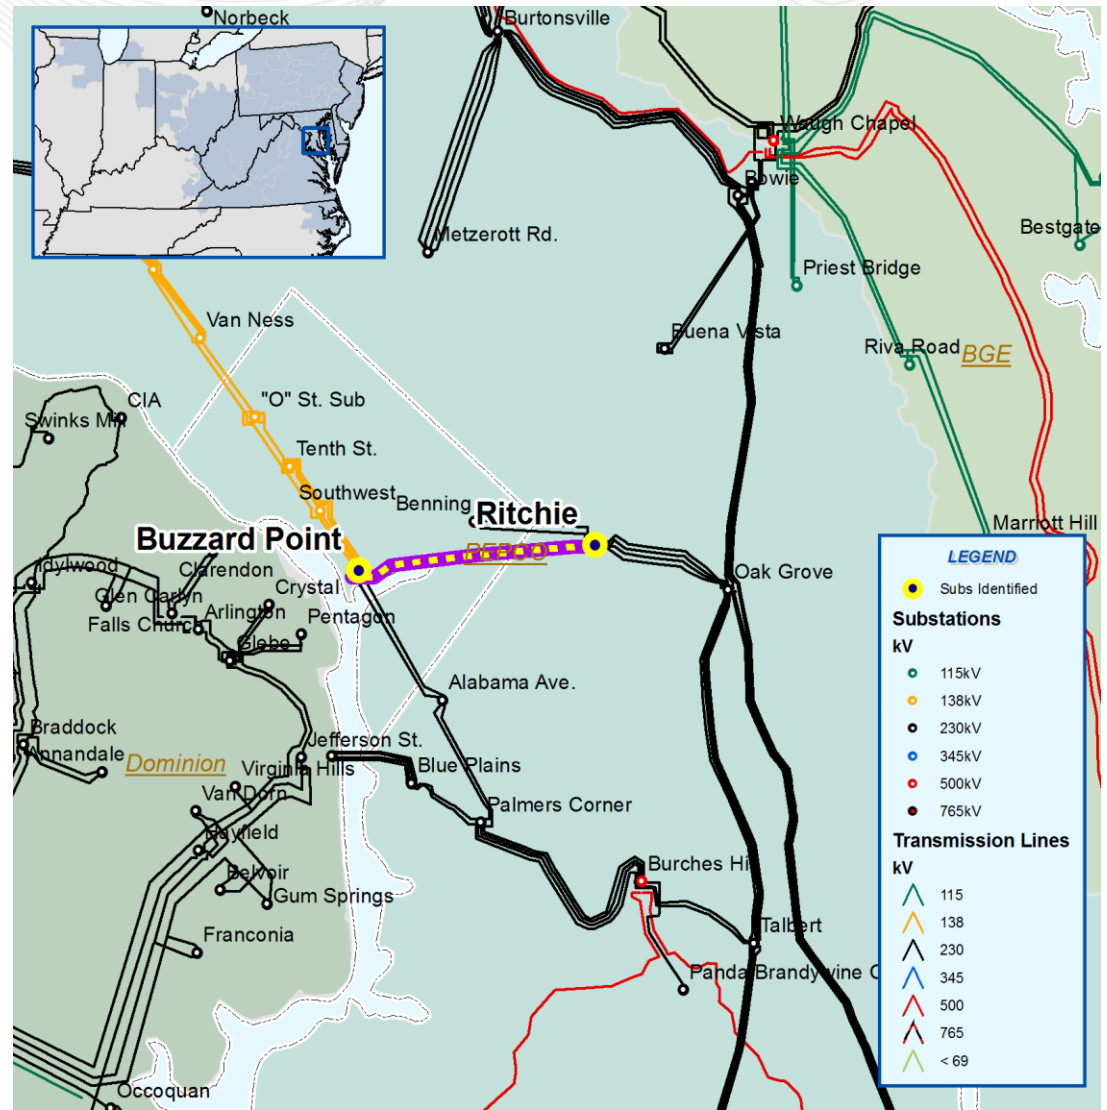 Norbeck
Burtonsville
Waugh Chapel
Bowie
Metzerott Rd.
Bestgate
Priest Bridge
Van Ness
Buena Vista
Riva Road
BGE
CIA
"O" St. Sub
Swinks Mill
Tenth St.
Southwest
Benning
Ritchie
Marriott Hill
Buzzard Point
PEPCO
Idylwood
Clarendon
Oak Grove
Crystal
Glen Carlyn
Arlington
Pentagon
Falls Church
Glebe
Alabama Ave.
Braddock
Annandale
Jefferson St.
Dominion
Virginia Hills
Blue Plains
Van Dorn
Palmers Corner
Hayfield
Burches Hi
Belvoir
Gum Springs
Talbert
Franconia
Panda Brandywine C
Occoquan
LEGEND
Subs Identified
Substations
kV
115kV
138kV
230kV
345kV
500kV
765kV
Transmission Lines
kV
115
138
230
345
500
765
< 69